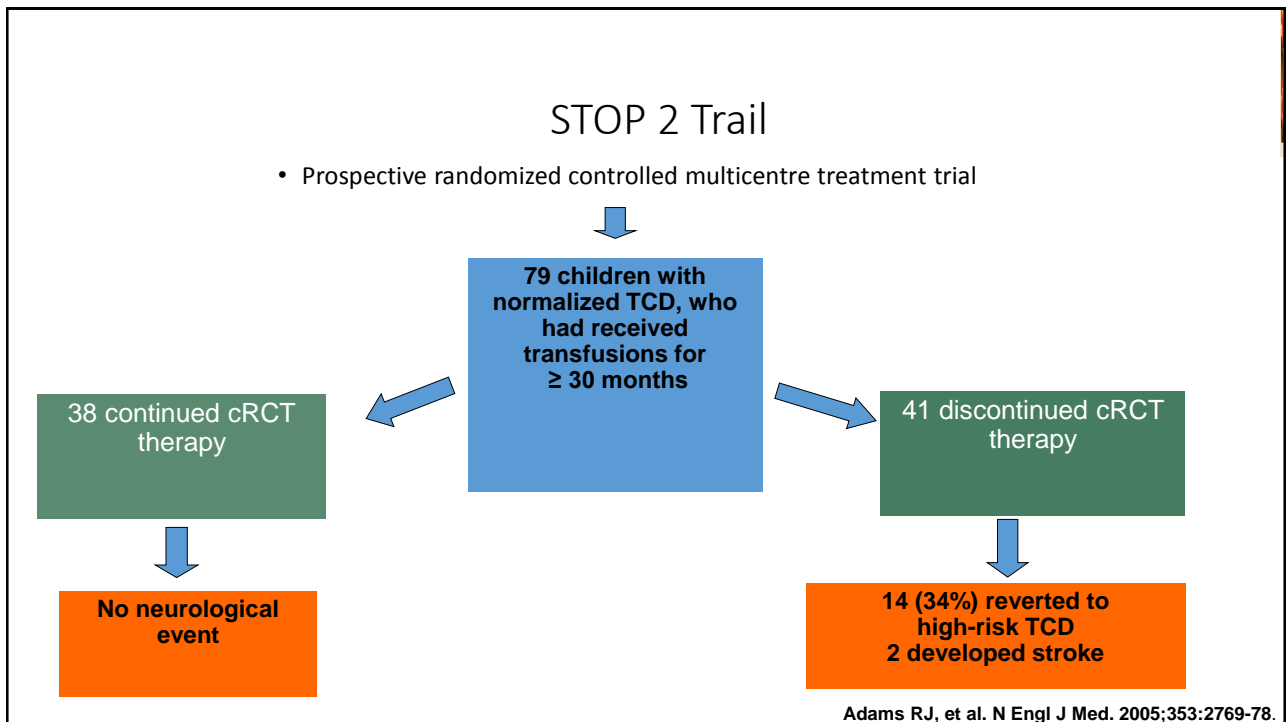 STOP 2 Trail
• Prospective randomized controlled multicentre treatment trial
79 children with
normalized TCD, who
had received
transfusions for
≥ 30 months
38 continued cRCT
therapy
41 discontinued cRCT
therapy
No neurological
event
14 (34%) reverted to
high-risk TCD
2 developed stroke
Adams RJ, et al. N Engl J Med. 2005;353:2769-78.